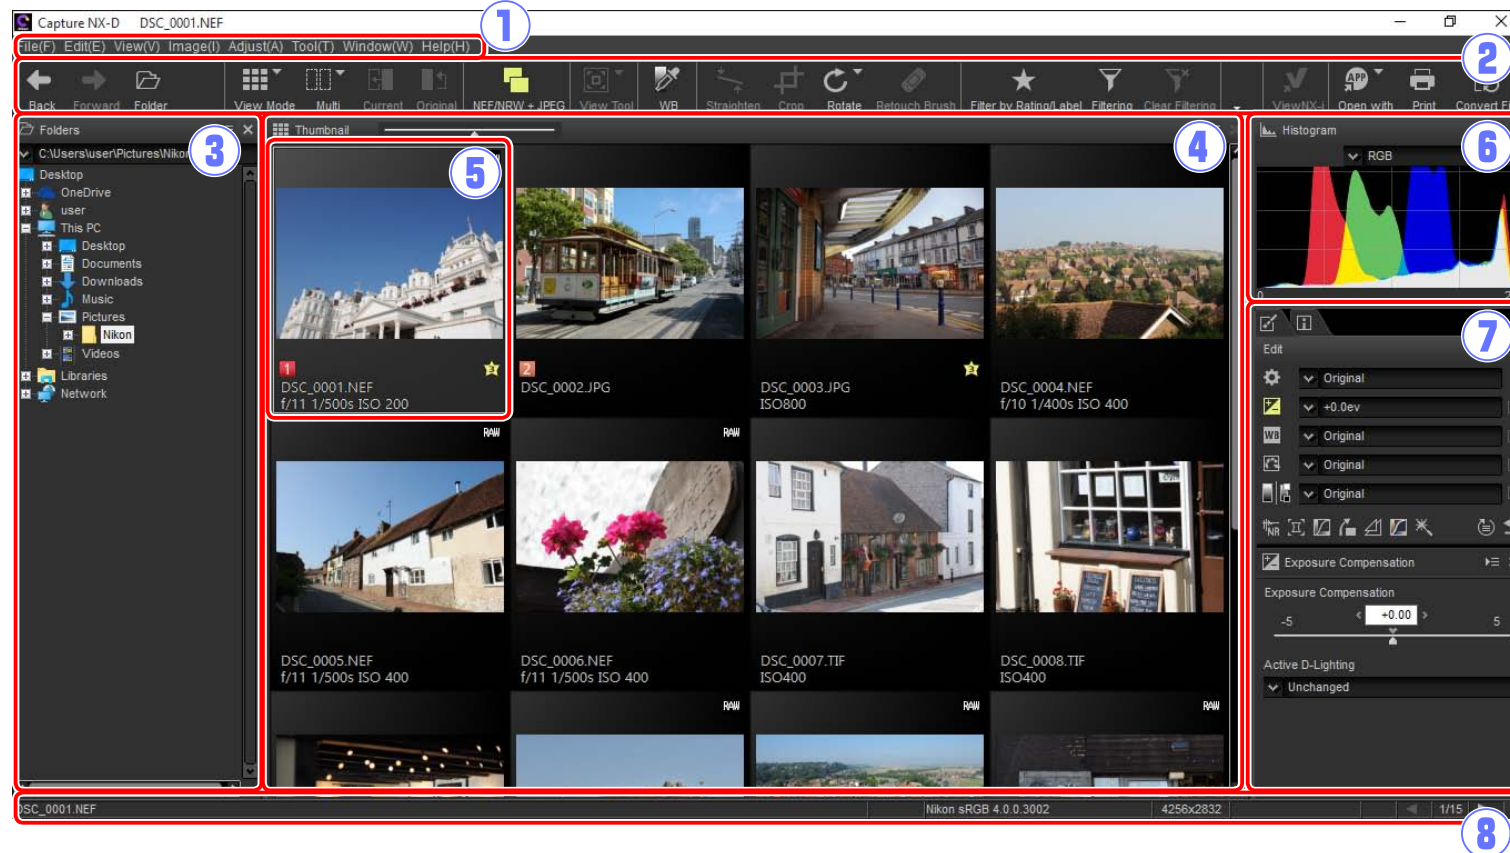 Capture NX-D DSC_0001.NEF
1
File(F) Edit(E) View(V) Image(I) Adjust(A) Tool(T) Window(W) Help(H)
2
Back Forward Folder View Mode Multi Current Original NEF/NRW + JPEG View Tool WB Straighten Crop Rotate Retouch Brush Filter by Rating/Label Filtering Clear Filtering ViewNX-i Open with Print Convert
APP
Folders
3
C:\Users\user\Pictures\Nikon
Desktop
OneDrive
user
This PC
Desktop
Documents
Downloads
Music
Pictures
Nikon
Videos
Libraries
Network
Thumbnail
4
5
1
3
DSC_0001.NEF
f/11 1/500s ISO 200
2
DSC_0002.JPG
3
DSC_0003.JPG
ISO800
DSC_0004.NEF
f/10 1/400s ISO 400
RAW
DSC_0005.NEF
f/11 1/500s ISO 400
RAW
DSC_0006.NEF
f/11 1/500s ISO 400
DSC_0007.TIF
ISO400
DSC_0008.TIF
ISO400
RAW
RAW
RAW
Histogram
6
RGB
0
7
Edit
Original
+0.0ev
WB Original
Original
Original
NR
Exposure Compensation
Exposure Compensation
-5 +0.00 5
Active D-Lighting
Unchanged
DSC_0001.NEF Nikon sRGB 4.0.0.3002 4256x2832 1/15
8